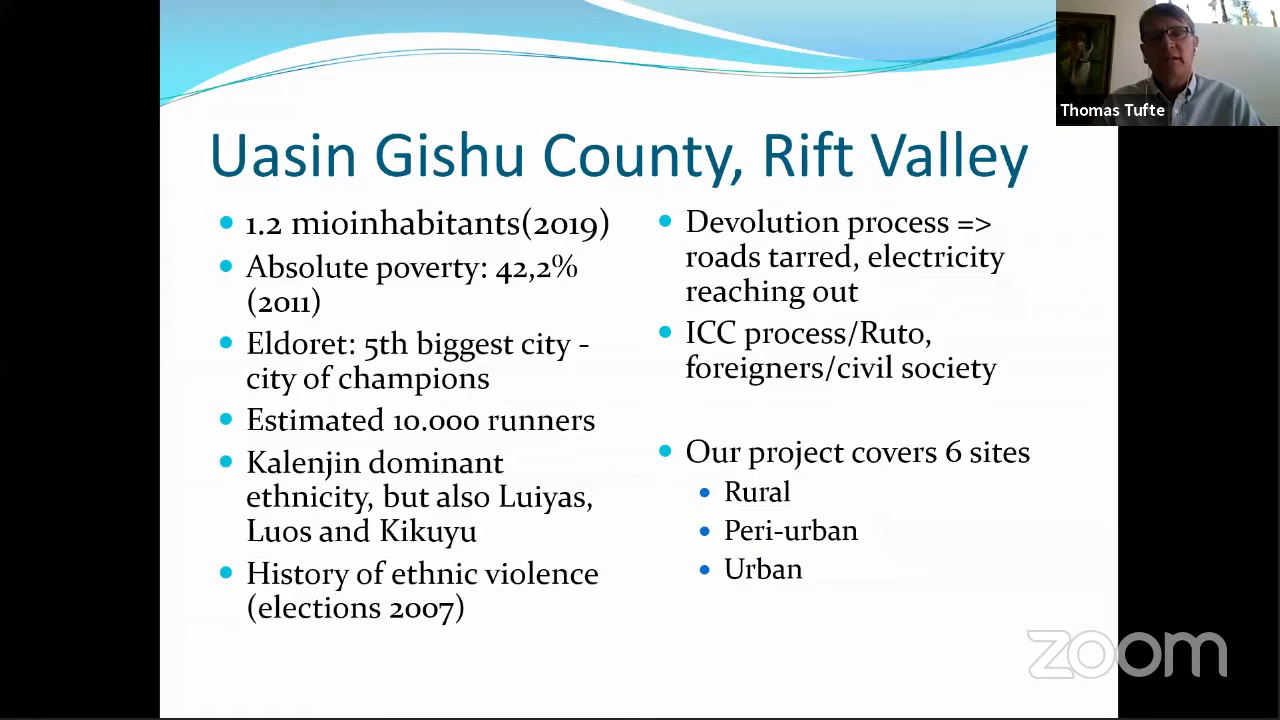 Thomas Tufte
Uasin Gishu County, Rift Valley
• 1.2 mioinhabitants(2019)
• Absolute poverty: 42,2%
(2011)
• Eldoret: 5th biggest city -
city of champions
• Estimated 10.000 runners
• Kalenjin dominant
ethnicity, but also Luiyas,
Luos and Kikuyu
• History of ethnic violence
(elections 2007)
• Devolution process =>
roads tarred, electricity
reaching out
• ICC process/Ruto,
foreigners/civil society
• Our project covers 6 sites
• Rural
• Peri-urban
• Urban
zoom